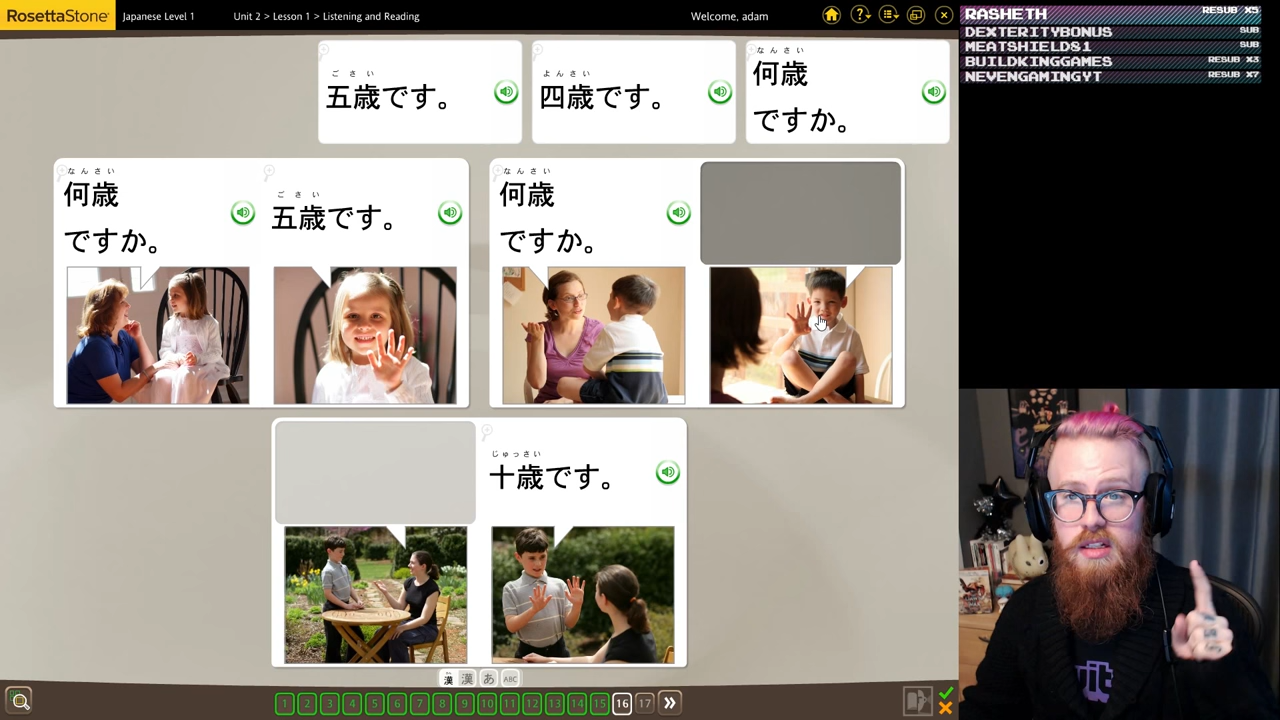 RosettaStone
Japanese Level 1
Unit 2 > Lesson 1 > Listening and Reading
Welcome, adam
RASHETH RESUB X5
DEXTERITYBONUS SUB
MEATSHIELD81 SUB
BUILDKINGGAMES RESUB X3
NEVENGAMINGYT RESUB X7
ごさい
五歳です。
よんさい
四歳です。
なんさい
何歳
ですか。
なんさい
何歳
ですか。
ごさい
五歳です。
なんさい
何歳
ですか。
じゅっさい
十歳です。
漢 漢 あ ABC
1 2 3 4 5 6 7 8 9 10 11 12 13 14 15 16 17